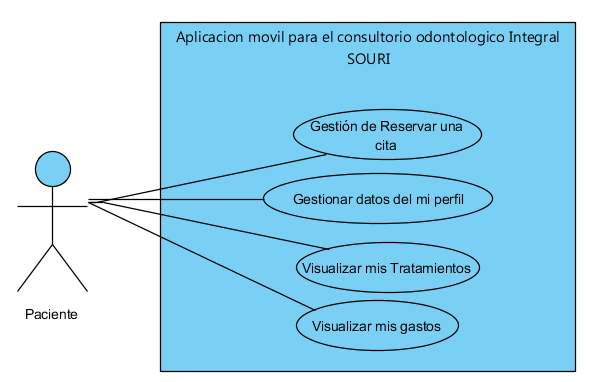 Aplicacion movil para el consultorio odontologico Integral
SOURI
Gestión de Reservar una
cita
Gestionar datos del mi perfil
Visualizar mis Tratamientos
Visualizar mis gastos
Paciente